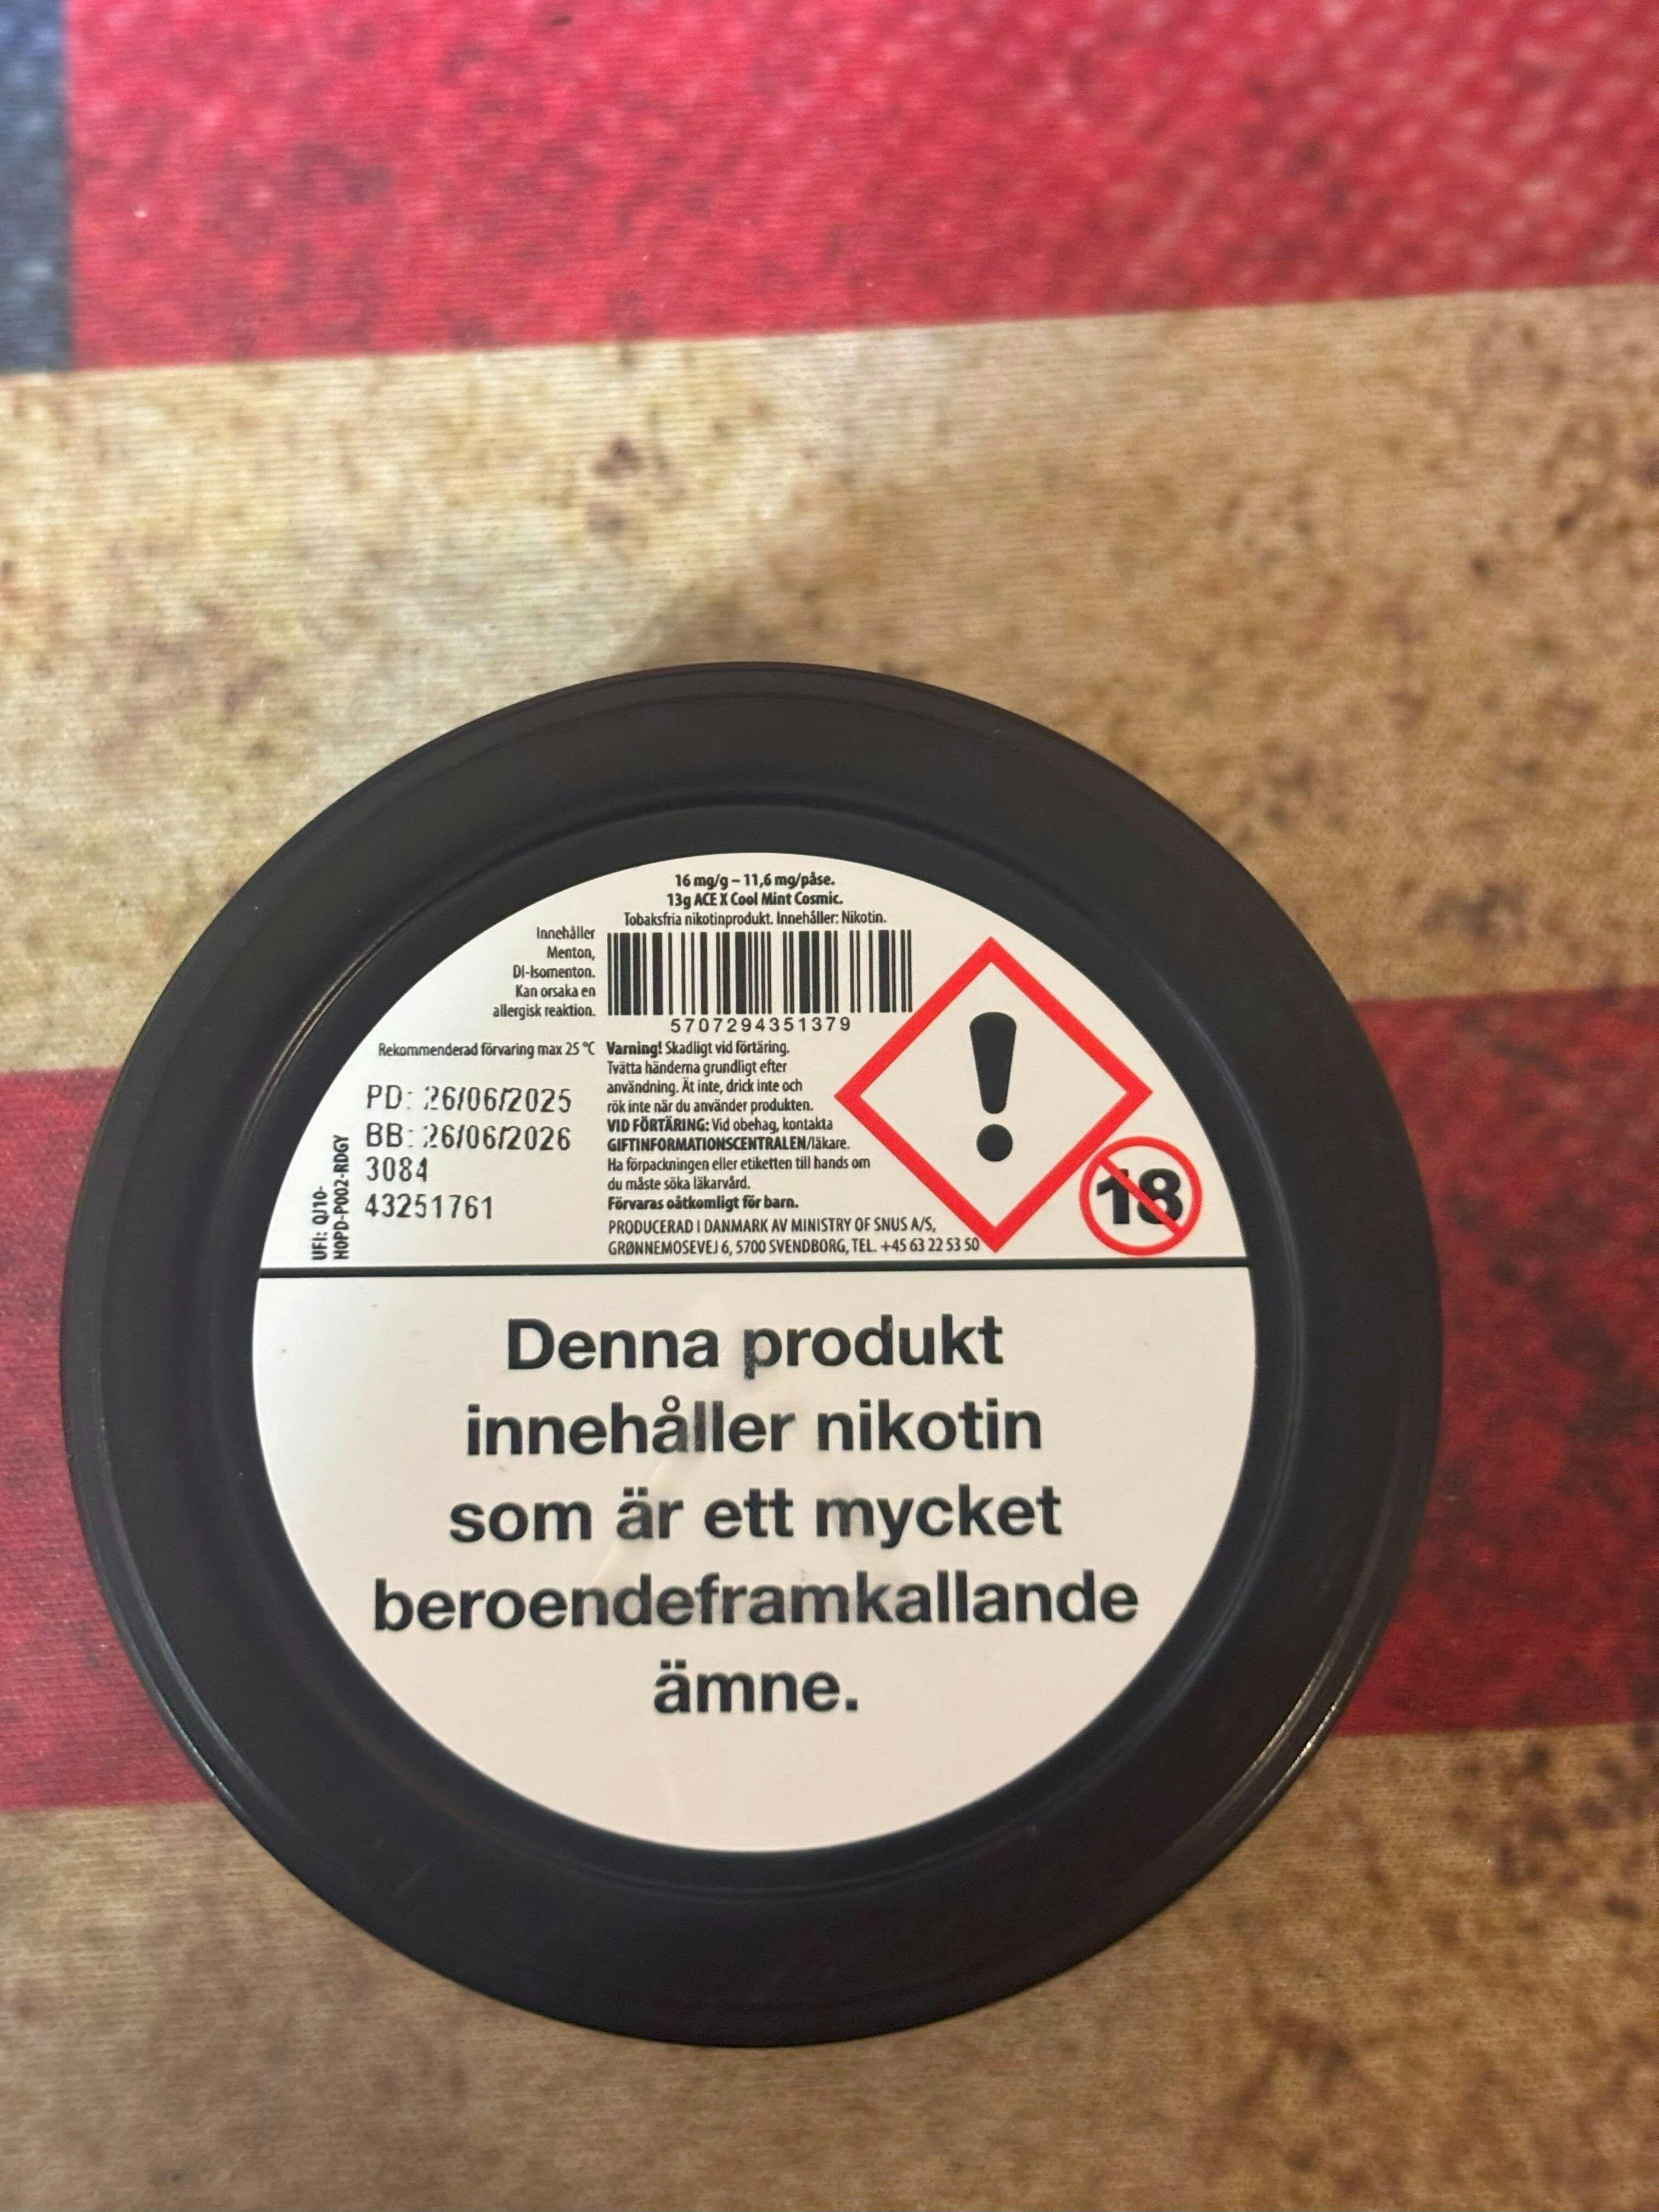 16 mg/g – 11,6 mg/påse.
13g ACE X Cool Mint Cosmic.
Tobaksfria nikotinprodukt. Innehåller: Nikotin.
Innehåller
Menton,
DI-Isomenton.
Kan orsaka en
allergisk reaktion.
5707294351379
Rekommenderad förvaring max 25 °C
PD: 26/06/2025
BB: 26/06/2026
3084
43251761
UFI: QJ10-
H0PD-P002-RDGY
Varning! Skadligt vid förtäring.
Tvätta händerna grundligt efter
användning. Ät inte, drick inte och
rök inte när du använder produkten.
VID FÖRTÄRING: Vid obehag, kontakta
GIFTINFORMATIONSCENTRALEN/läkare.
Ha förpackningen eller etiketten till hands om
du måste söka läkarvård.
Förvaras oåtkomligt för barn.
PRODUCERAD I DANMARK AV MINISTRY OF SNUS A/S,
GRØNNEMOSEVEJ 6, 5700 SVENDBORG, TEL. +45 63 22 53 50
18
Denna produkt
innehåller nikotin
som är ett mycket
beroendeframkallande
ämne.